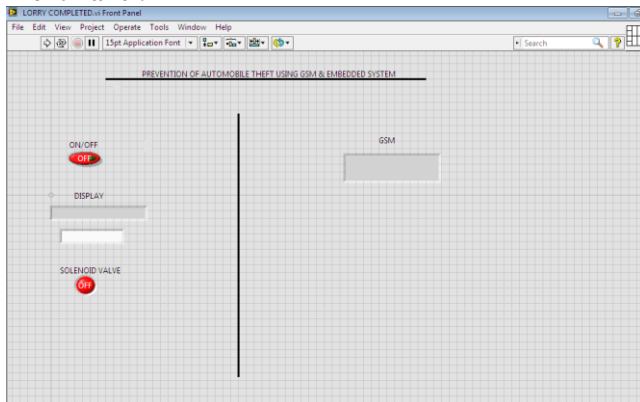 LORRY COMPLETED.vi Front Panel
File Edit View Project Operate Tools Window Help
15pt Application Font
Search
PREVENTION OF AUTOMOBILE THEFT USING GSM & EMBEDDED SYSTEM
ON/OFF
OFF
GSM
DISPLAY
SOLENOID VALVE
OFF